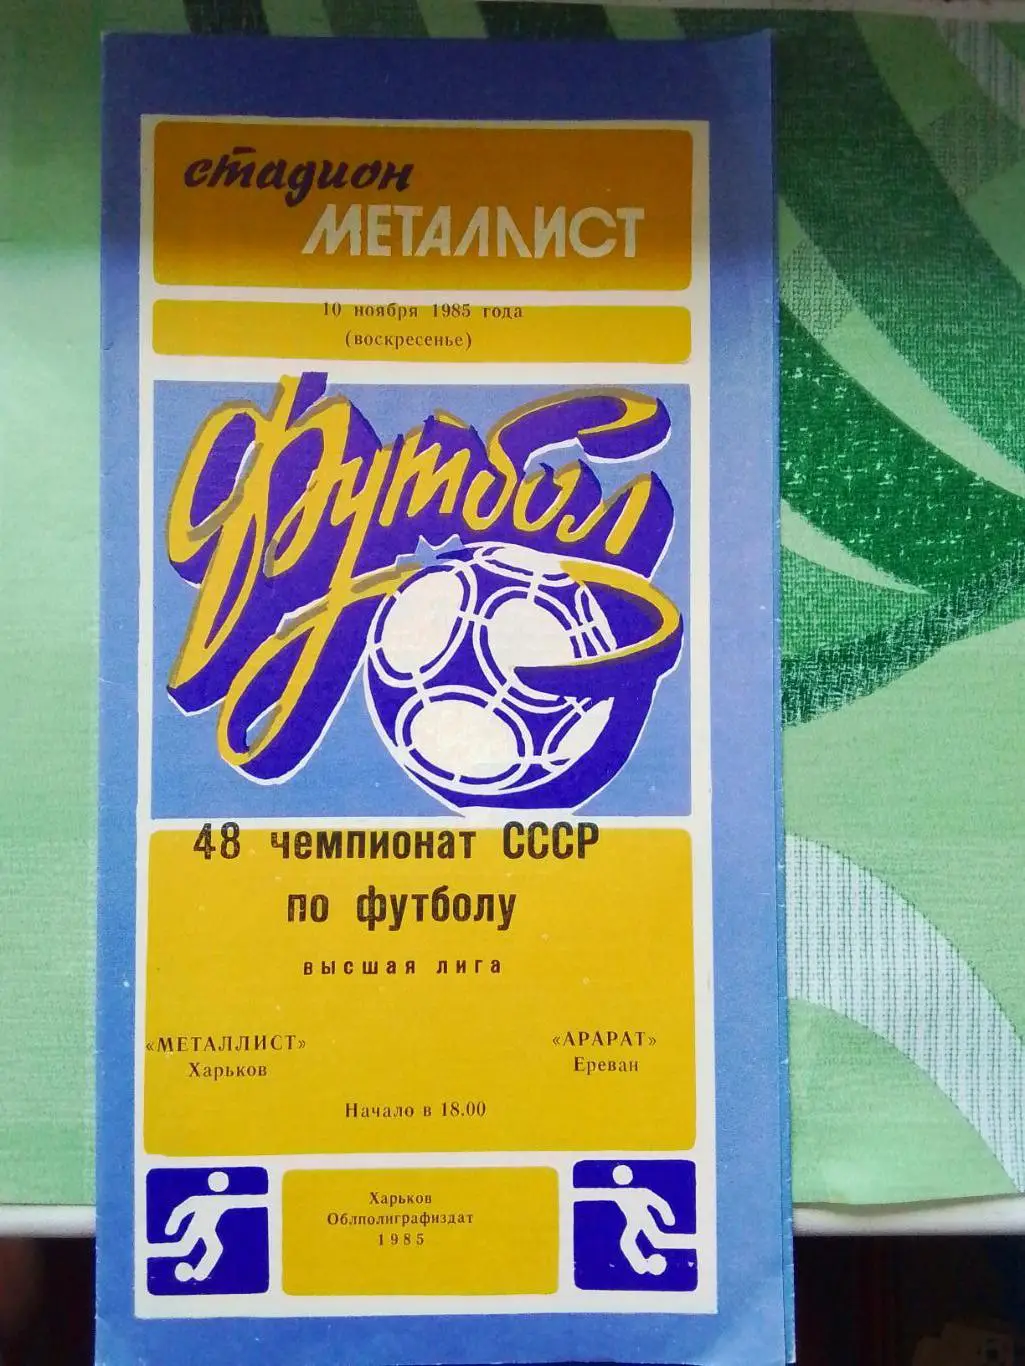 стадион
МЕТАЛЛИСТ
10 ноября 1985 года
(воскресенье)
Футбол
48 чемпионат СССР
по футболу
высшая лига
«МЕТАЛЛИСТ» «АРАРАТ»
Харьков Ереван
Начало в 18.00
Харьков
Облполиграфиздат
1985